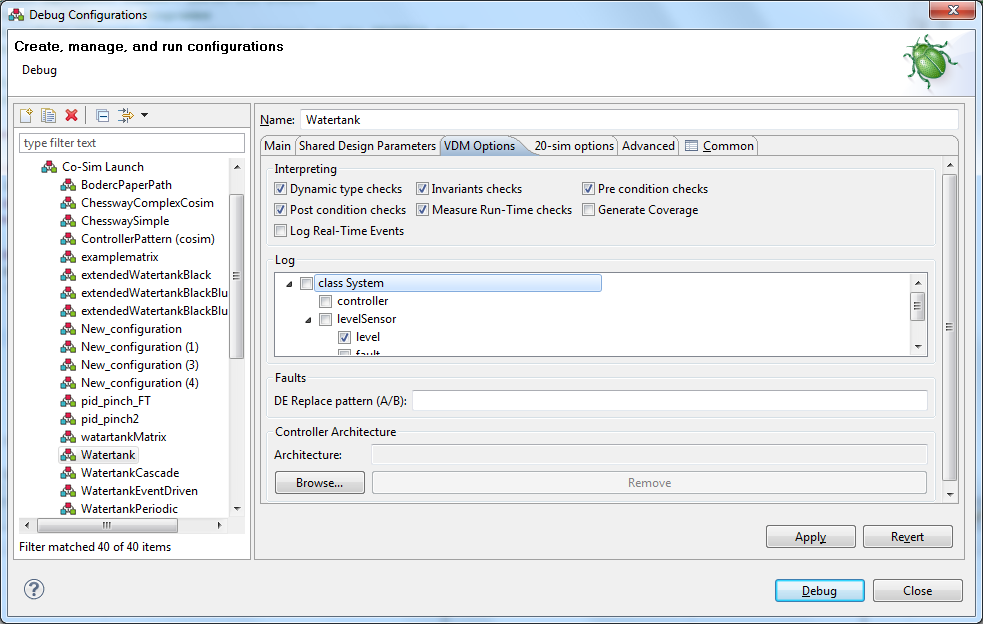 Debug Configurations
Create, manage, and run configurations
Debug
type filter text
Co-Sim Launch
BodercPaperPath
ChesswayComplexCosim
ChesswaySimple
ControllerPattern (cosim)
examplematrix
extendedWatertankBlack
extendedWatertankBlackBlu
extendedWatertankBlackBlu
New_configuration
New_configuration (1)
New_configuration (3)
New_configuration (4)
pid_pinch_FT
pid_pinch2
watartankMatrix
Watertank
WatertankCascade
WatertankEventDriven
WatertankPeriodic
Filter matched 40 of 40 items
Name: Watertank
Main Shared Design Parameters VDM Options 20-sim options Advanced Common
Interpreting
Dynamic type checks Invariants checks Pre condition checks
Post condition checks Measure Run-Time checks Generate Coverage
Log Real-Time Events
Log
class System
controller
levelSensor
level
fault
Faults
DE Replace pattern (A/B):
Controller Architecture
Architecture:
Browse... Remove
Apply Revert
Debug Close